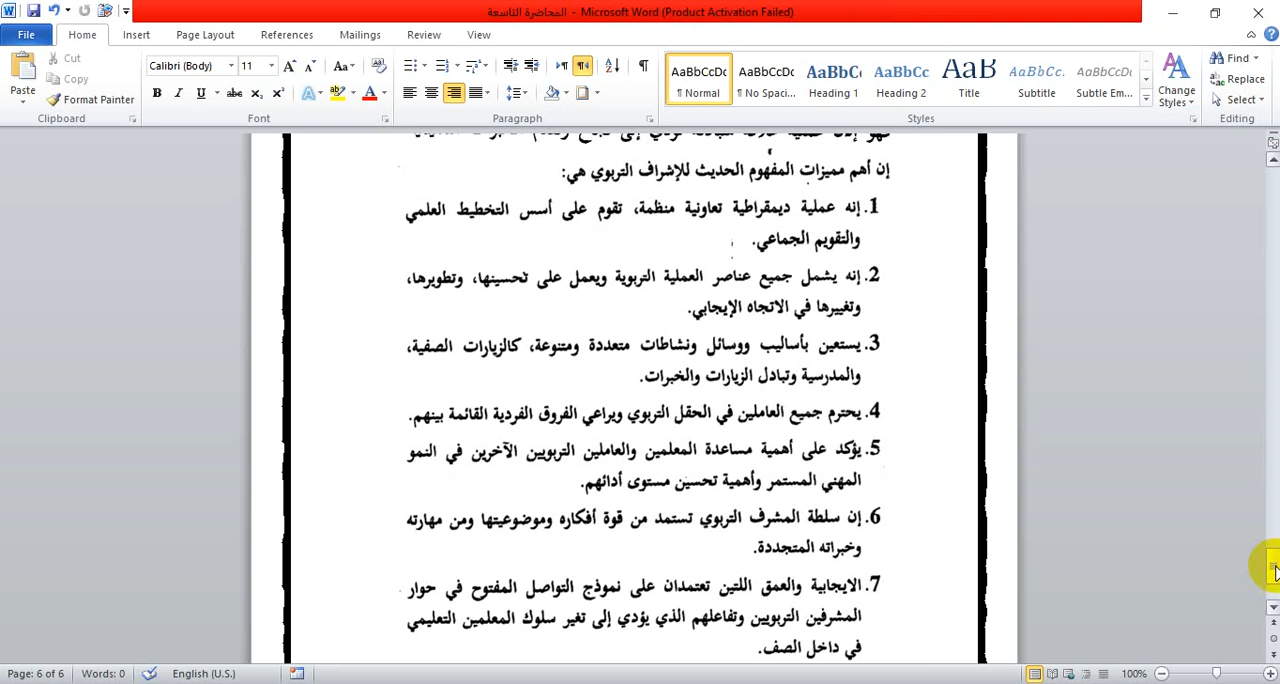 المحاضرة التاسعة - Microsoft Word (Product Activation Failed)
File Home Insert Page Layout References Mailings Review View
Paste
Cut
Copy
Format Painter
Clipboard
Calibri (Body) 11
Font
Paragraph
AaBbCcDc AaBbCcDc AaBbC AaBbCc AaB AaBbCc. AaBbCcDc
¶ Normal ¶ No Spaci... Heading 1 Heading 2 Title Subtitle Subtle Em...
Change Styles
Styles
Find
Replace
Select
Editing
إن أهم مميزات المفهوم الحديث للإشراف التربوي هي:
1. إنه عملية ديمقراطية تعاونية منظمة، تقوم على أسس التخطيط العلمي
والتقويم الجماعي.
2. إنه يشمل جميع عناصر العملية التربوية ويعمل على تحسينها، وتطويرها،
وتغييرها في الاتجاه الإيجابي.
3. يستعين بأساليب ووسائل ونشاطات متعددة ومتنوعة، كالزيارات الصفية،
والمدرسية وتبادل الزيارات والخبرات.
4. يحترم جميع العاملين في الحقل التربوي ويراعي الفروق الفردية القائمة بينهم.
5. يؤكد على أهمية مساعدة المعلمين والعاملين التربويين الآخرين في النمو
المهني المستمر وأهمية تحسين مستوى أدائهم.
6. إن سلطة المشرف التربوي تستمد من قوة أفكاره وموضوعيتها ومن مهارته
وخبراته المتجددة.
7. الايجابية والعمق اللتين تعتمدان على نموذج التواصل المفتوح في حوار
المشرفين التربويين وتفاعلهم الذي يؤدي إلى تغير سلوك المعلمين التعليمي
في داخل الصف.
Page: 6 of 6 Words: 0 English (U.S.) 100%